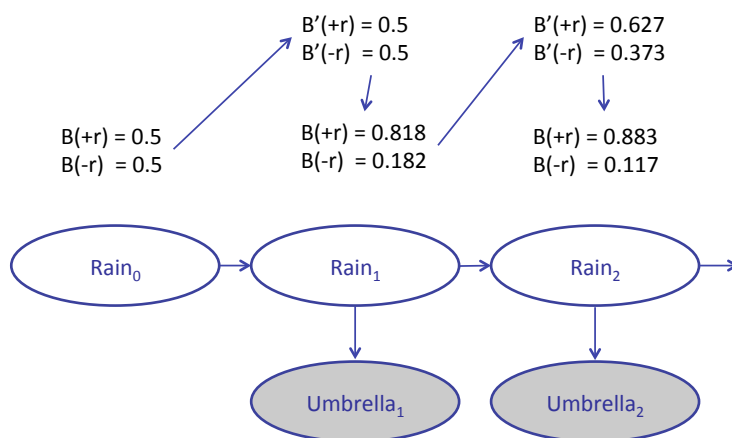 B’(+r) = 0.5
B’(-r) = 0.5
B’(+r) = 0.627
B’(-r) = 0.373
B(+r) = 0.5
B(-r) = 0.5
B(+r) = 0.818
B(-r) = 0.182
B(+r) = 0.883
B(-r) = 0.117
Rain₀
Rain₁
Rain₂
Umbrella₁
Umbrella₂